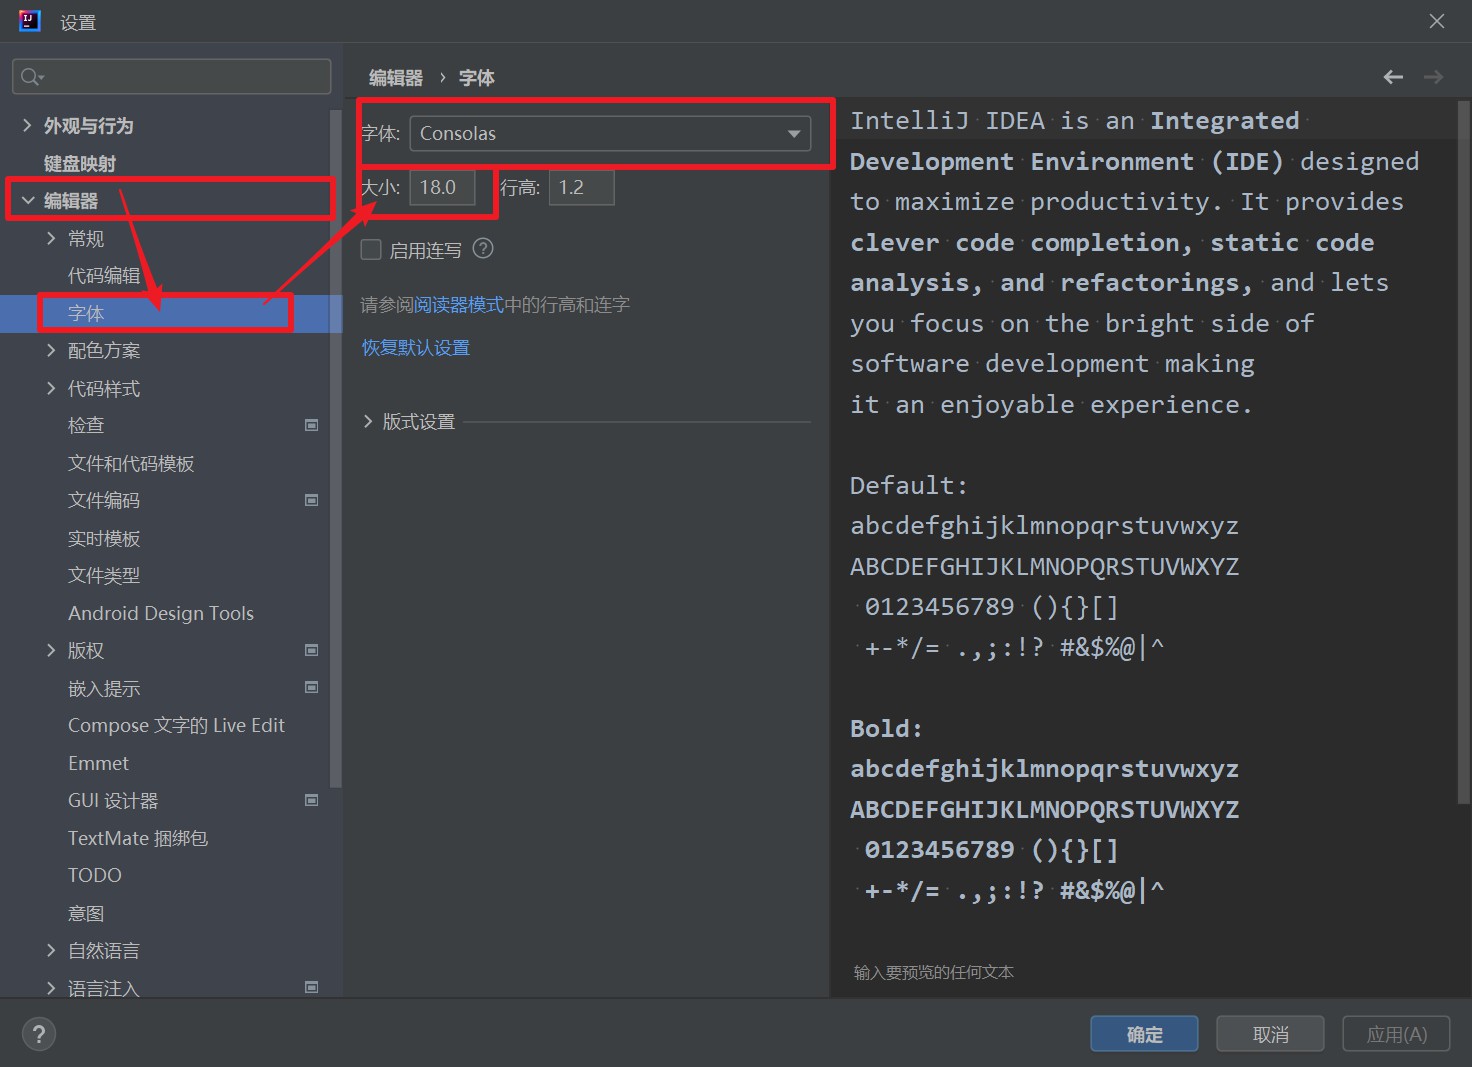 设置
外观与行为
键盘映射
编辑器
常规
代码编辑
字体
配色方案
代码样式
检查
文件和代码模板
文件编码
实时模板
文件类型
Android Design Tools
版权
嵌入提示
Compose 文字的 Live Edit
Emmet
GUI 设计器
TextMate 捆绑包
TODO
意图
自然语言
语言注入
编辑器 › 字体
字体: Consolas
大小: 18.0 行高: 1.2
启用连写 ?
请参阅阅读器模式中的行高和连字
恢复默认设置
版式设置
IntelliJ IDEA is an Integrated
Development Environment (IDE) designed
to maximize productivity. It provides
clever code completion, static code
analysis, and refactorings, and lets
you focus on the bright side of
software development making
it an enjoyable experience.
Default:
abcdefghijklmnopqrstuvwxyz
ABCDEFGHIJKLMNOPQRSTUVWXYZ
0123456789 (){}[]
+-*/= .,;:!? #&$%@|^
Bold:
abcdefghijklmnopqrstuvwxyz
ABCDEFGHIJKLMNOPQRSTUVWXYZ
0123456789 (){}[]
+-*/= .,;:!? #&$%@|^
输入要预览的任何文本
? 确定 取消 应用(A)